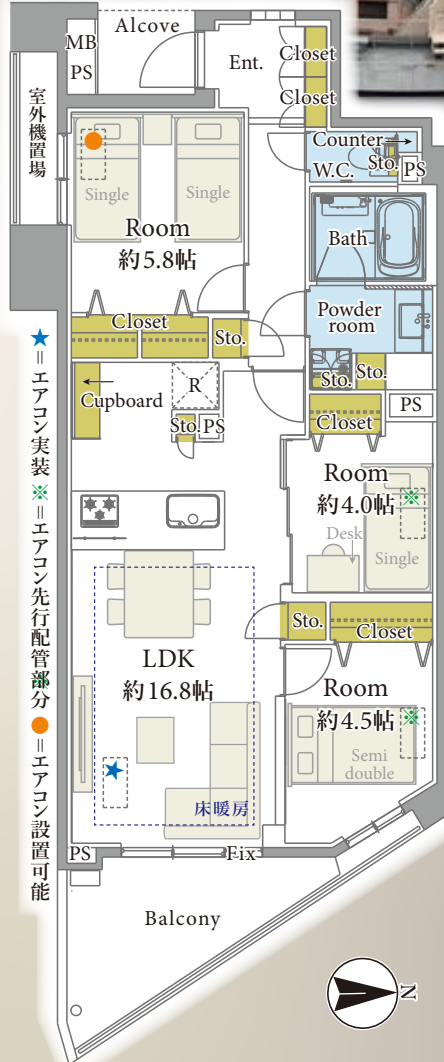 Alcove
MB
PS
Ent.
Closet
Closet
室外機置場
Counter
W.C.
Sto.
PS
Single
Single
Room
約5.8帖
Bath
Closet
Sto.
Powder
room
Sto.
Sto.
Cupboard
R
Sto.
PS
Closet
PS
Room
約4.0帖
Desk
Single
LDK
約16.8帖
Sto.
Closet
Room
約4.5帖
Semi
double
床暖房
PS
Fix
Balcony
N
★=エアコン実装 ※=エアコン先行配管部分 ●=エアコン設置可能